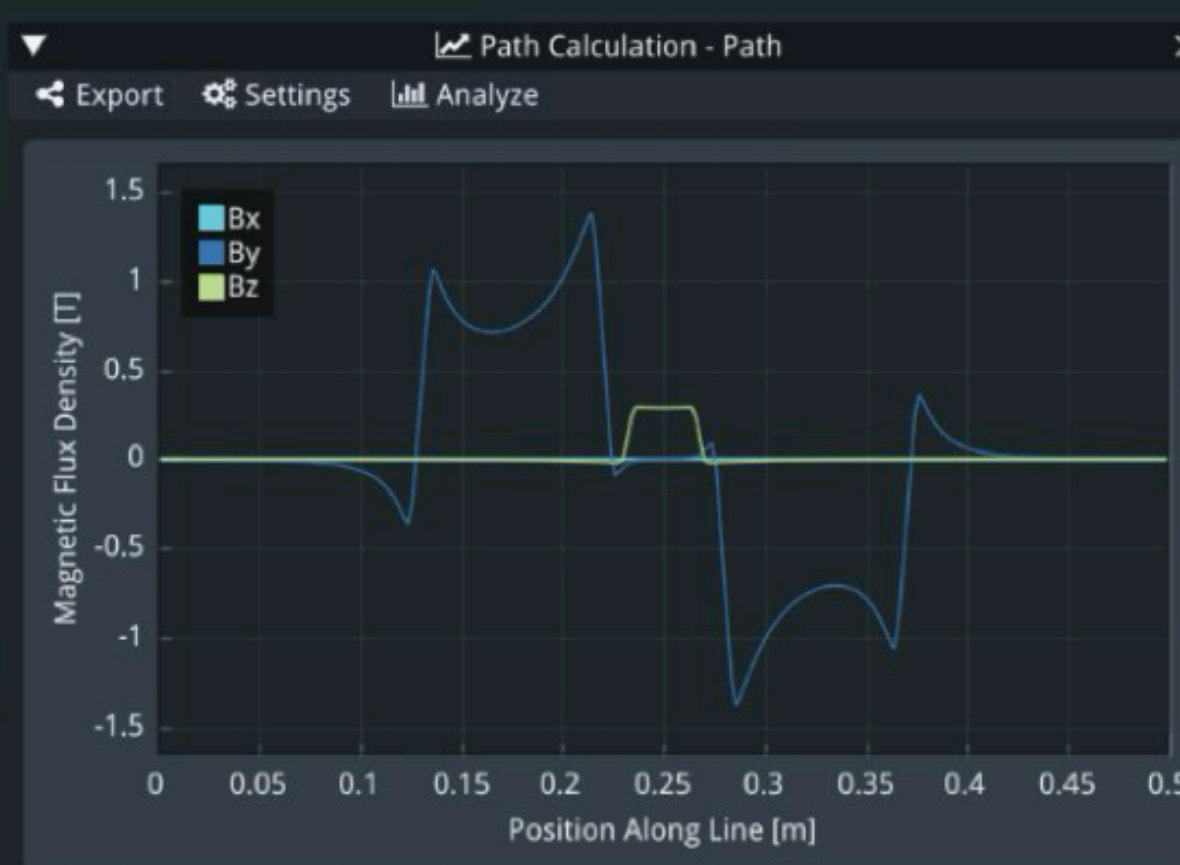 Path Calculation - Path
Export Settings Analyze
1.5
1
0.5
0
-0.5
-1
-1.5
Bx
By
Bz
Magnetic Flux Density [T]
0 0.05 0.1 0.15 0.2 0.25 0.3 0.35 0.4 0.45
Position Along Line [m]